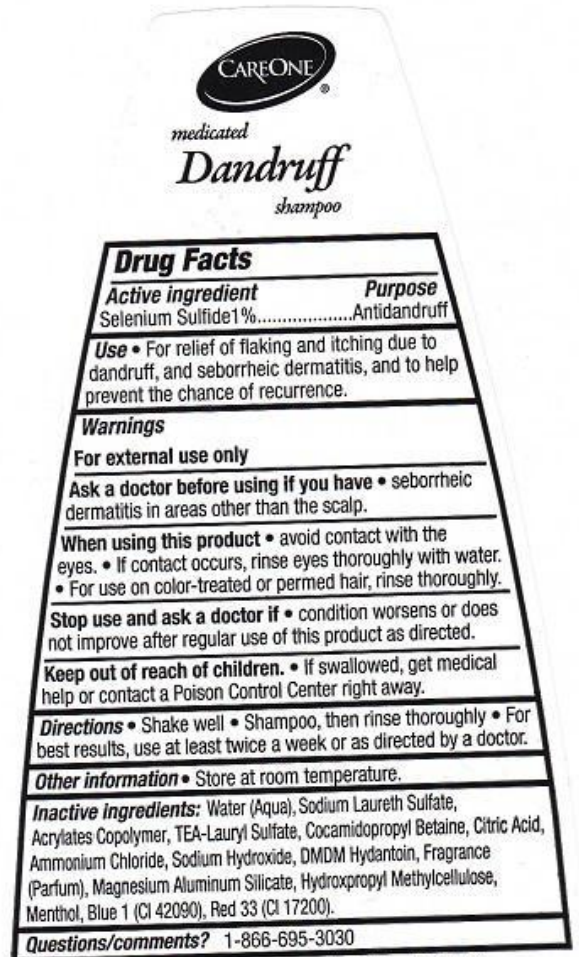 CAREONE
®
medicated
Dandruff
shampoo
Drug Facts
Active ingredient Purpose
Selenium Sulfide1%...................Antidandruff
Use • For relief of flaking and itching due to
dandruff, and seborrheic dermatitis, and to help
prevent the chance of recurrence.
Warnings
For external use only
Ask a doctor before using if you have • seborrheic
dermatitis in areas other than the scalp.
When using this product • avoid contact with the
eyes. • If contact occurs, rinse eyes thoroughly with water.
• For use on color-treated or permed hair, rinse thoroughly.
Stop use and ask a doctor if • condition worsens or does
not improve after regular use of this product as directed.
Keep out of reach of children. • If swallowed, get medical
help or contact a Poison Control Center right away.
Directions • Shake well • Shampoo, then rinse thoroughly • For
best results, use at least twice a week or as directed by a doctor.
Other information • Store at room temperature.
Inactive ingredients: Water (Aqua), Sodium Laureth Sulfate,
Acrylates Copolymer, TEA-Lauryl Sulfate, Cocamidopropyl Betaine, Citric Acid,
Ammonium Chloride, Sodium Hydroxide, DMDM Hydantoin, Fragrance
(Parfum), Magnesium Aluminum Silicate, Hydroxpropyl Methylcellulose,
Menthol, Blue 1 (CI 42090), Red 33 (CI 17200).
Questions/comments? 1-866-695-3030